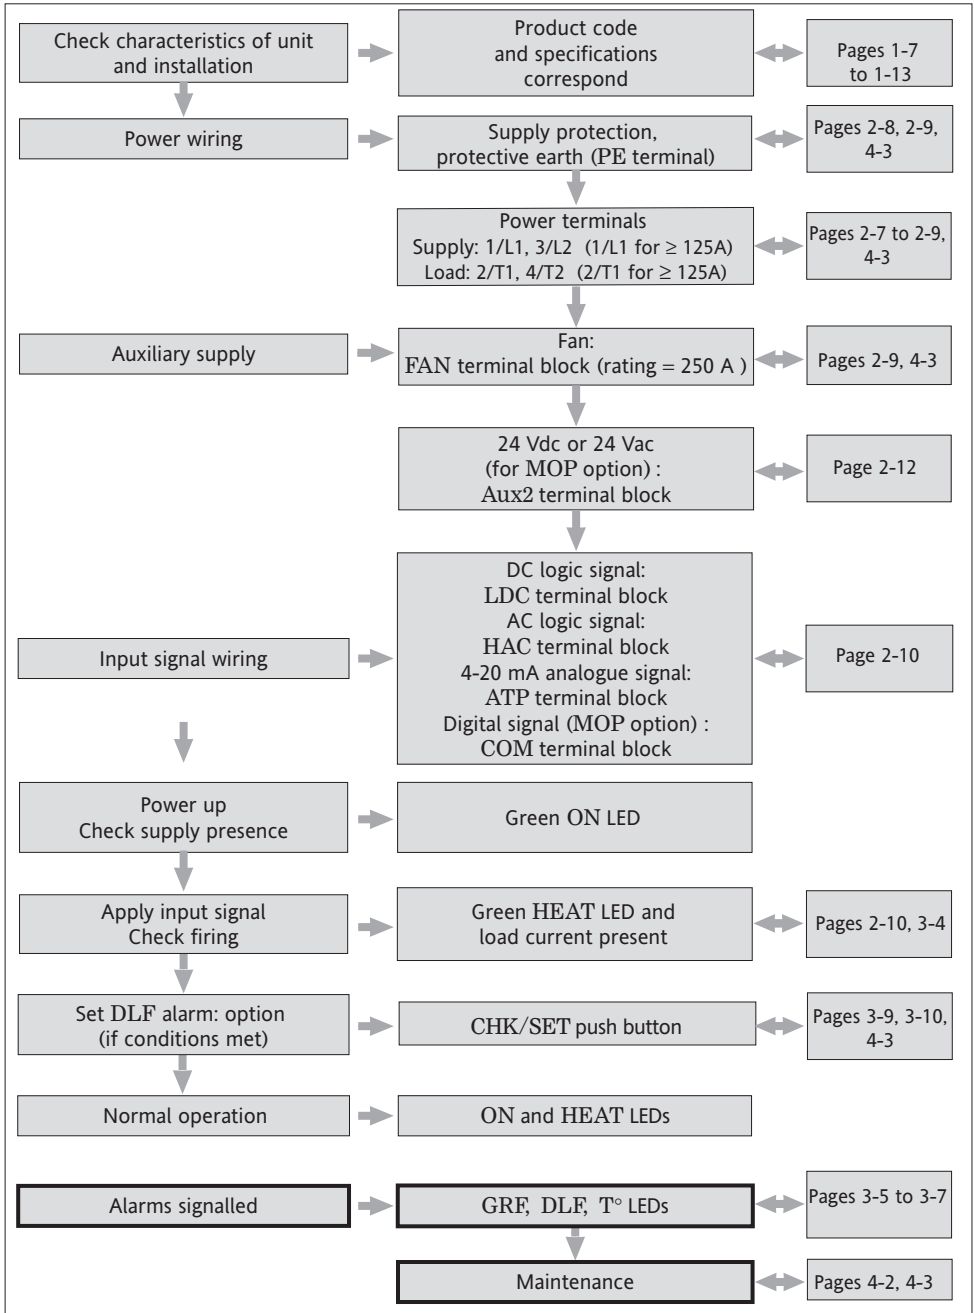 Check characteristics of unit
and installation
Product code
and specifications
correspond
Pages 1-7
to 1-13
Power wiring
Supply protection,
protective earth (PE terminal)
Pages 2-8, 2-9,
4-3
Power terminals
Supply: 1/L1, 3/L2 (1/L1 for ≥ 125A)
Load: 2/T1, 4/T2 (2/T1 for ≥ 125A)
Pages 2-7 to 2-9,
4-3
Auxiliary supply
Fan:
FAN terminal block (rating = 250 A )
Pages 2-9, 4-3
24 Vdc or 24 Vac
(for MOP option) :
Aux2 terminal block
Page 2-12
Input signal wiring
DC logic signal:
LDC terminal block
AC logic signal:
HAC terminal block
4-20 mA analogue signal:
ATP terminal block
Digital signal (MOP option) :
COM terminal block
Page 2-10
Power up
Check supply presence
Green ON LED
Apply input signal
Check firing
Green HEAT LED and
load current present
Pages 2-10, 3-4
Set DLF alarm: option
(if conditions met)
CHK/SET push button
Pages 3-9, 3-10,
4-3
Normal operation
ON and HEAT LEDs
Alarms signalled
GRF, DLF, T° LEDs
Pages 3-5 to 3-7
Maintenance
Pages 4-2, 4-3